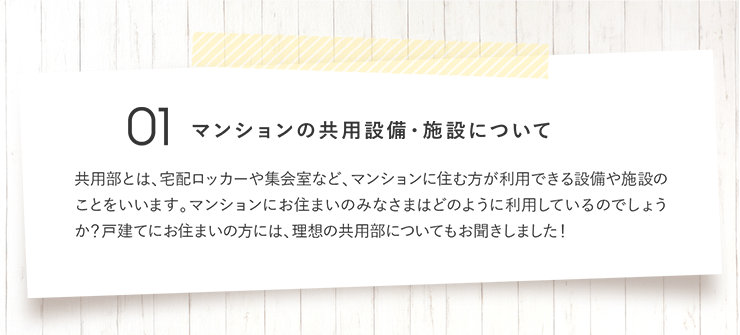 01 マンションの共用設備・施設について
共用部とは、宅配ロッカーや集会室など、マンションに住む方が利用できる設備や施設の
ことをいいます。マンションにお住まいのみなさまはどのように利用しているのでしょう
か？戸建てにお住まいの方には、理想の共用部についてもお聞きしました！